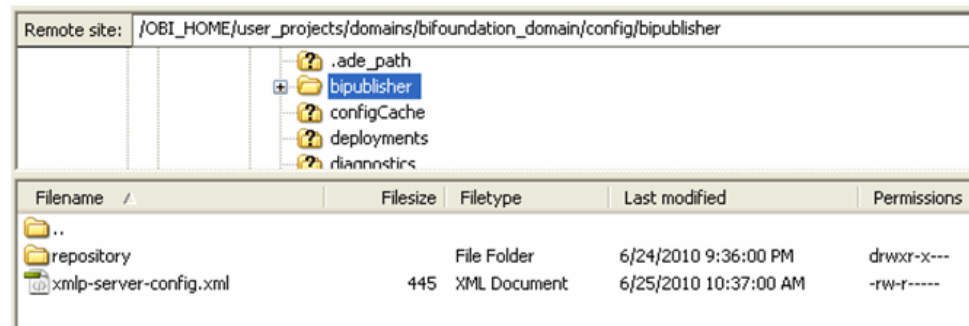 Remote site: /OBI_HOME/user_projects/domains/bifoundation_domain/config/bipublisher
.ade_path
bipublisher
configCache
deployments
diagnostics
Filename Filesize Filetype Last modified Permissions
..
repository File Folder 6/24/2010 9:36:00 PM drwxr-x---
xmlp-server-config.xml 445 XML Document 6/25/2010 10:37:00 AM -rw-r-----